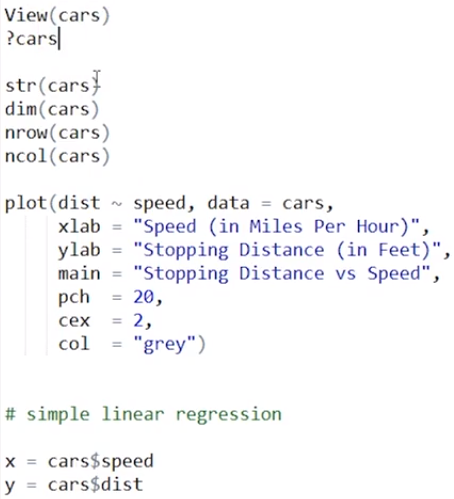 View(cars)
?cars
str(cars)
dim(cars)
nrow(cars)
ncol(cars)
plot(dist ~ speed, data = cars,
xlab = "Speed (in Miles Per Hour)",
ylab = "Stopping Distance (in Feet)",
main = "Stopping Distance vs Speed",
pch = 20,
cex = 2,
col = "grey")
# simple linear regression
x = cars$speed
y = cars$dist